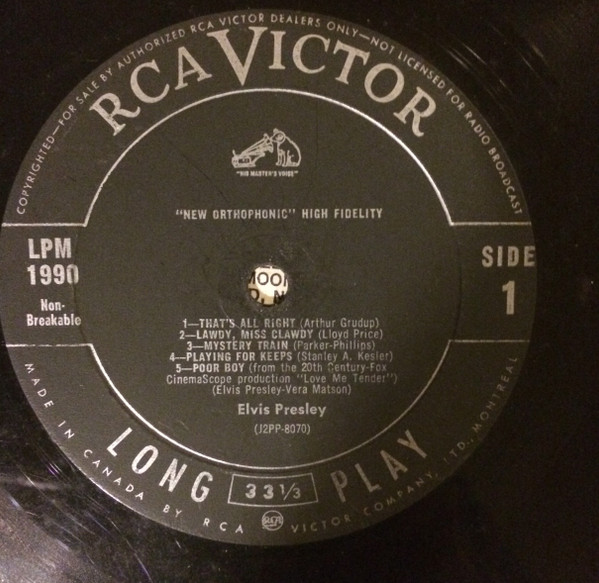 COPYRIGHTED—FOR SALE BY AUTHORIZED RCA VICTOR DEALERS ONLY—NOT LICENSED FOR RADIO BROADCAST
RCA VICTOR
"HIS MASTER'S VOICE"
"NEW ORTHOPHONIC" HIGH FIDELITY
LPM
1990
Non-
Breakable
SIDE
1
1—THAT'S ALL RIGHT (Arthur Crudup)
2—LAWDY, MISS CLAWDY (Lloyd Price)
3—MYSTERY TRAIN (Parker-Phillips)
4—PLAYING FOR KEEPS (Stanley A. Kesler)
5—POOR BOY (from the 20th Century-Fox
CinemaScope production "Love Me Tender")
(Elvis Presley-Vera Matson)
Elvis Presley
(J2PP-8070)
LONG 33 1/3 PLAY
MADE IN CANADA BY RCA VICTOR COMPANY, LTD., MONTREAL